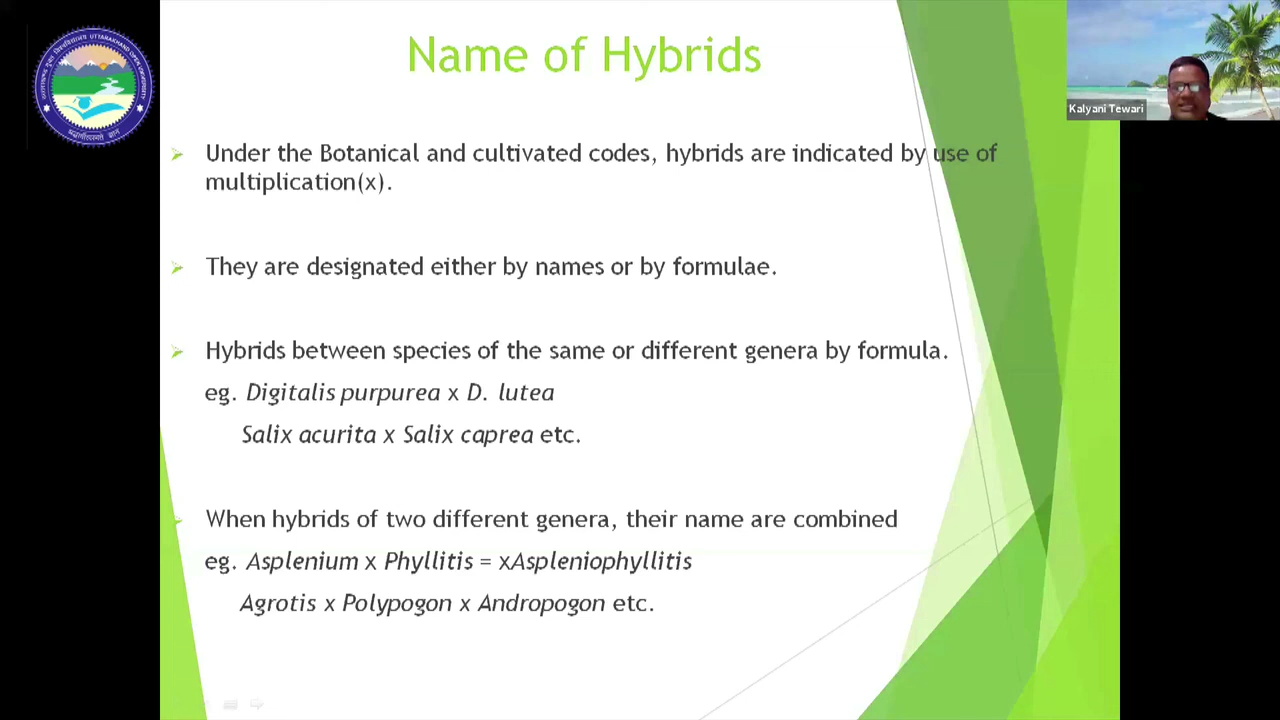 Name of Hybrids
UTTARAKHAND OPEN UNIVERSITY
Kalyani Tewari
Under the Botanical and cultivated codes, hybrids are indicated by use of
multiplication(x).
They are designated either by names or by formulae.
Hybrids between species of the same or different genera by formula.
eg. Digitalis purpurea x D. lutea
Salix acurita x Salix caprea etc.
When hybrids of two different genera, their name are combined
eg. Asplenium x Phyllitis = xAspleniophyllitis
Agrotis x Polypogon x Andropogon etc.